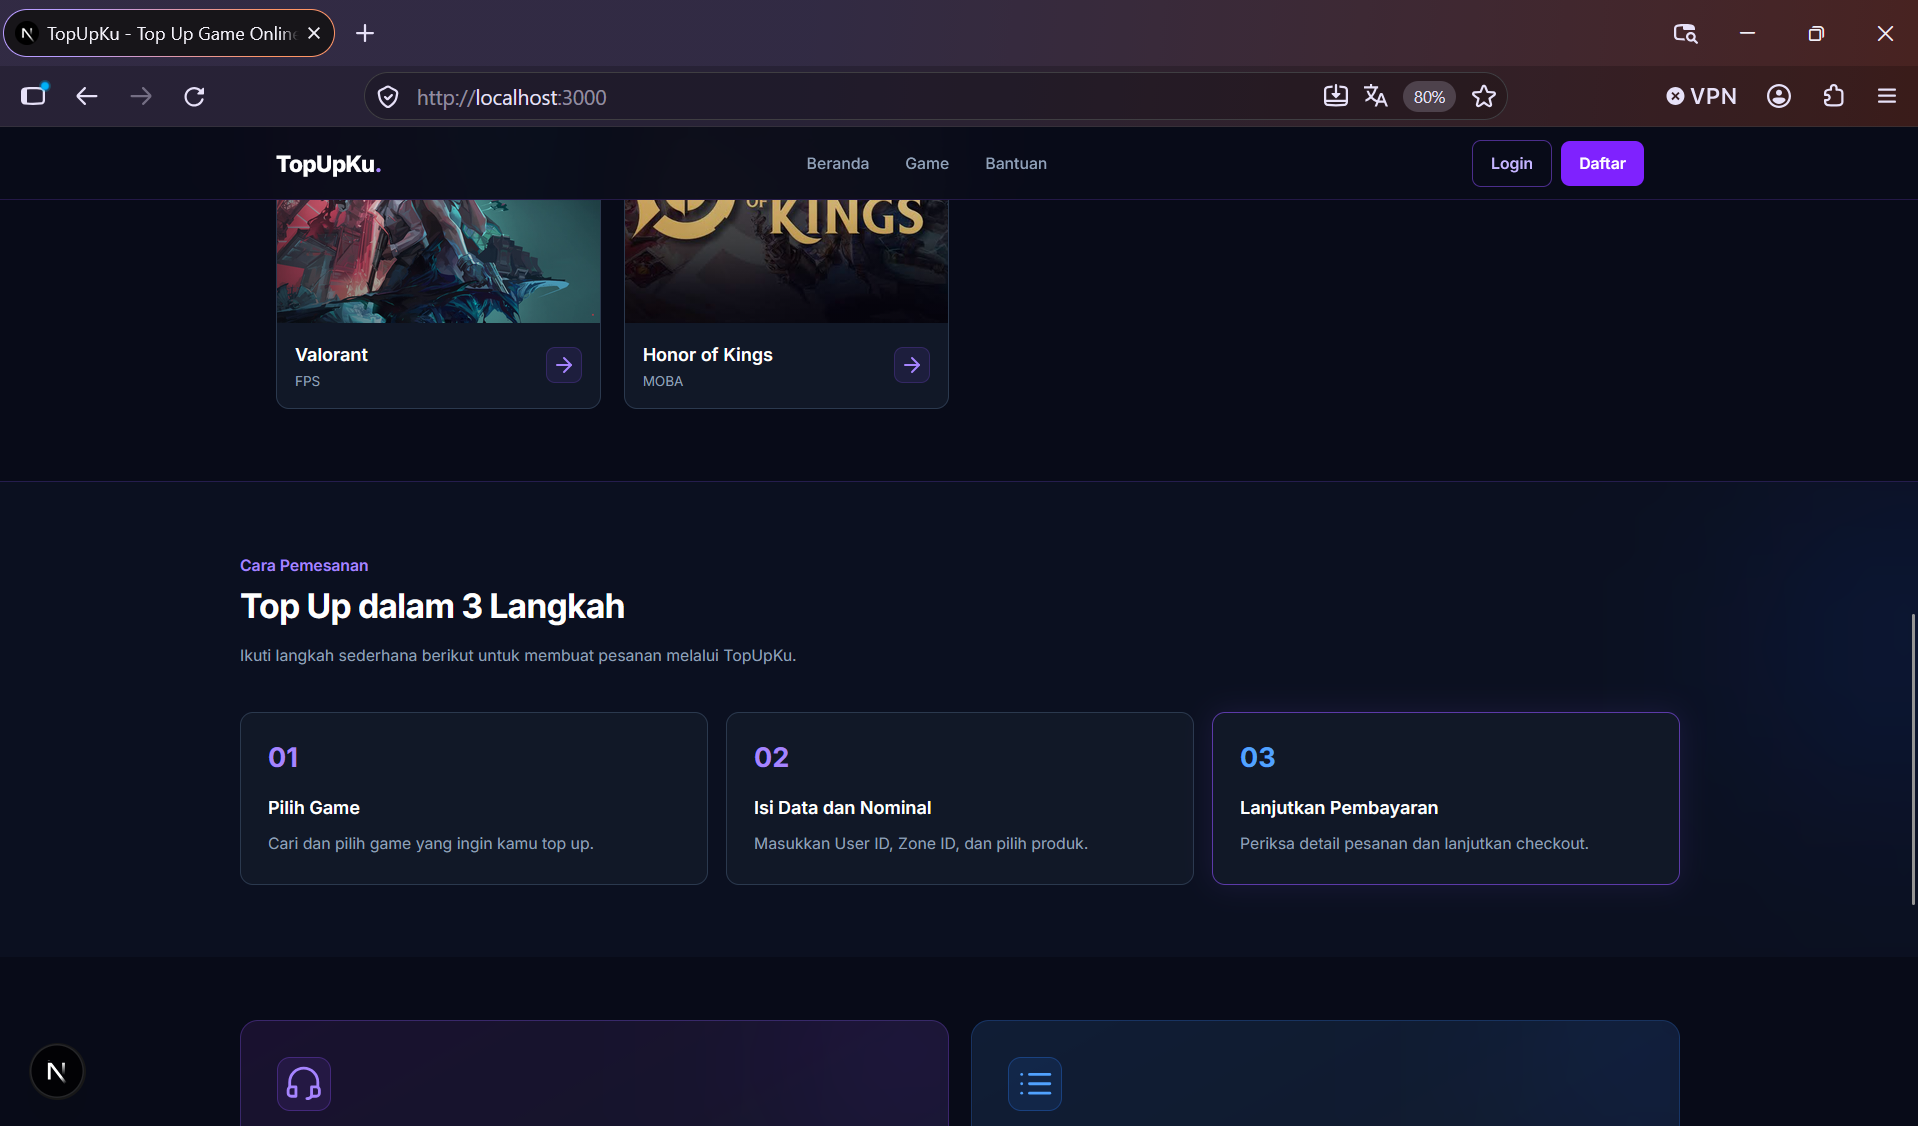 TopUpKu - Top Up Game Online
http://localhost:3000
80%
VPN
TopUpKu.
Beranda
Game
Bantuan
Login
Daftar
OF
KINGS
Valorant
FPS
Honor of Kings
MOBA
Cara Pemesanan
Top Up dalam 3 Langkah
Ikuti langkah sederhana berikut untuk membuat pesanan melalui TopUpKu.
01
Pilih Game
Cari dan pilih game yang ingin kamu top up.
02
Isi Data dan Nominal
Masukkan User ID, Zone ID, dan pilih produk.
03
Lanjutkan Pembayaran
Periksa detail pesanan dan lanjutkan checkout.
N